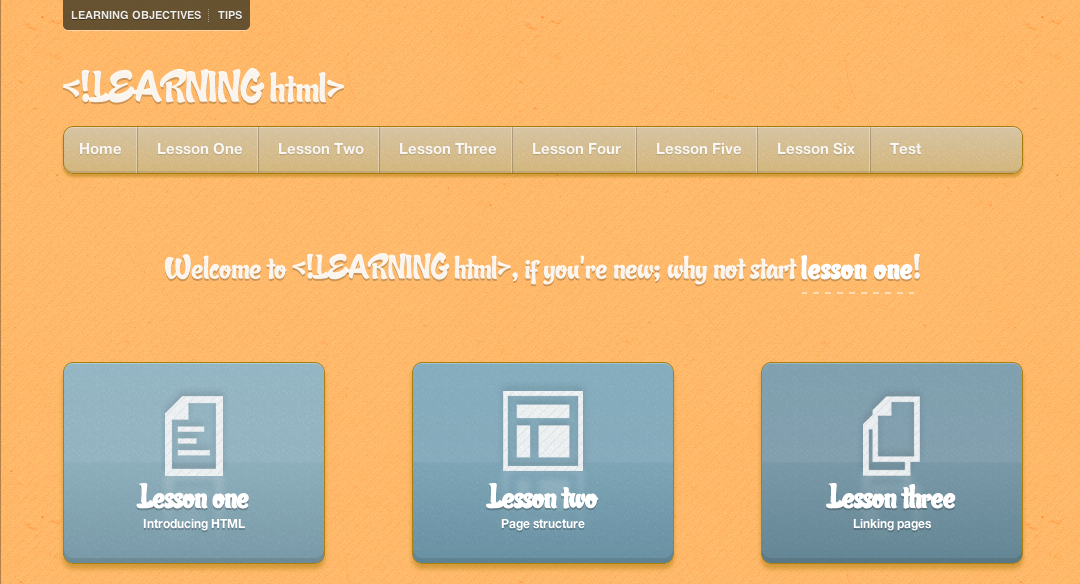 LEARNING OBJECTIVES TIPS
<!LEARNING html>
Home Lesson One Lesson Two Lesson Three Lesson Four Lesson Five Lesson Six Test
Welcome to <!LEARNING html>, if you're new; why not start lesson one!
Lesson one
Introducing HTML
Lesson two
Page structure
Lesson three
Linking pages